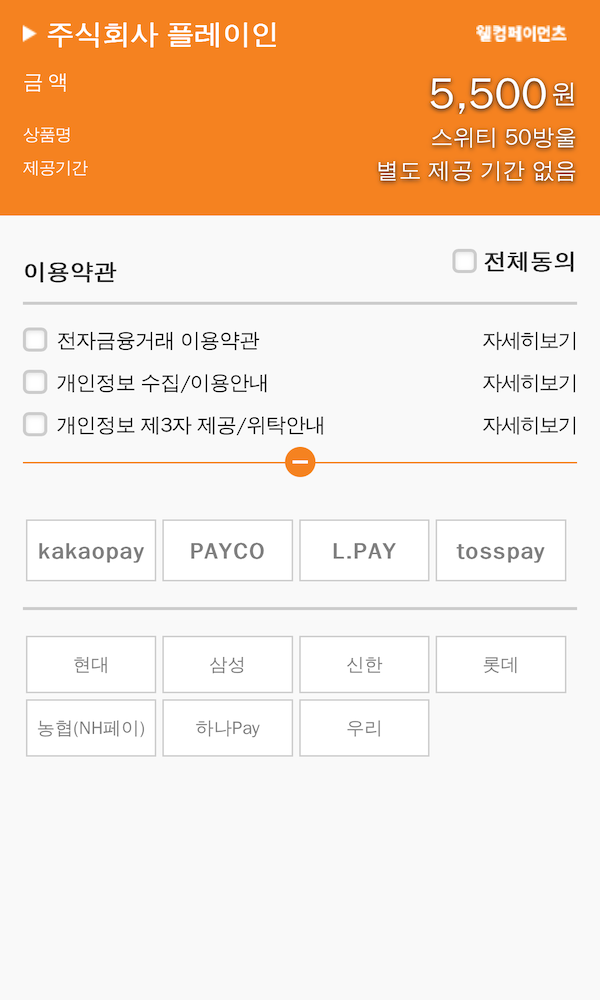 주식회사 플레이인
웰컴페이먼츠
금 액
5,500원
상품명
스위티 50방울
제공기간
별도 제공 기간 없음
이용약관
전체동의
전자금융거래 이용약관
자세히보기
개인정보 수집/이용안내
자세히보기
개인정보 제3자 제공/위탁안내
자세히보기
kakaopay
PAYCO
L.PAY
tosspay
현대
삼성
신한
롯데
농협(NH페이)
하나Pay
우리